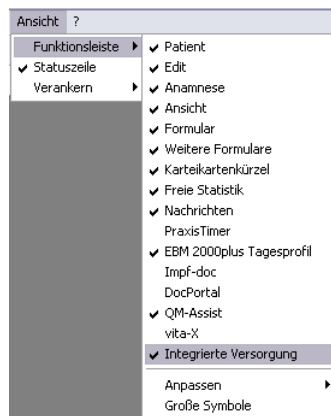 Ansicht ?
Funktionsleiste
Statuszeile
Verankern
Patient
Edit
Anamnese
Ansicht
Formular
Weitere Formulare
Karteikartenkürzel
Freie Statistik
Nachrichten
PraxisTimer
EBM 2000plus Tagesprofil
Impf-doc
DocPortal
QM-Assist
vita-X
Integrierte Versorgung
Anpassen
Große Symbole